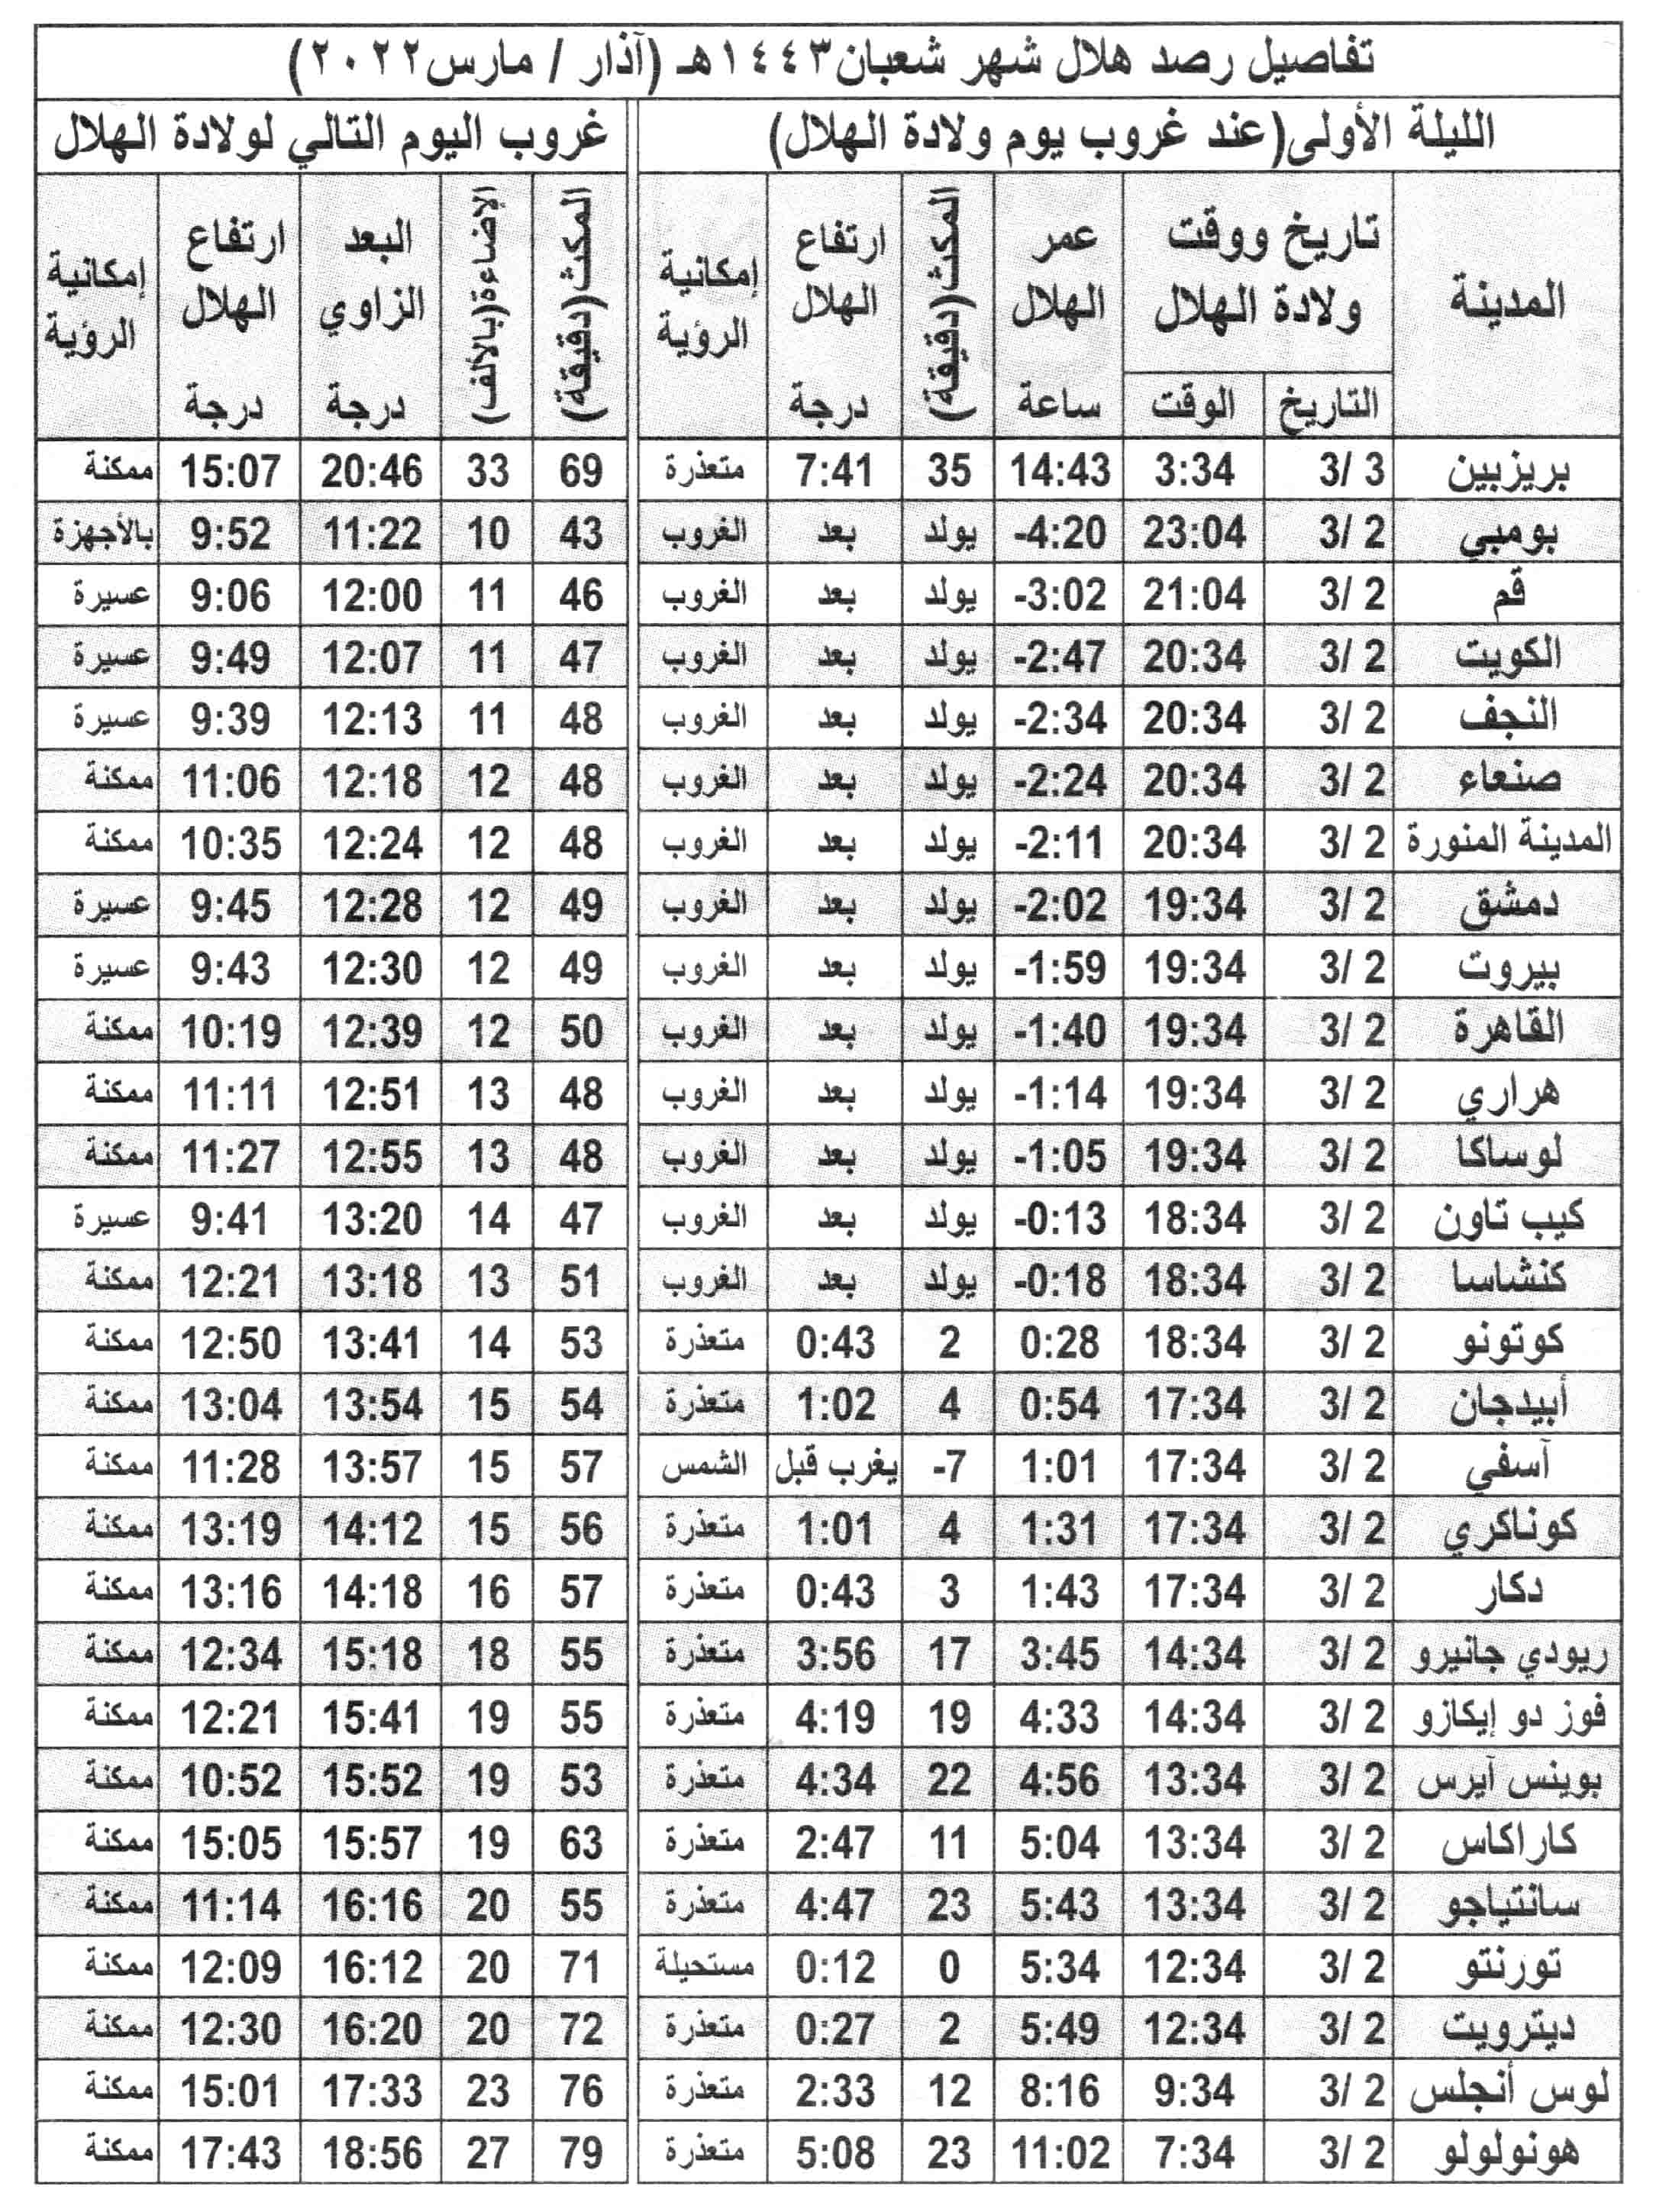 تفاصيل رصد هلال شهر شعبان١٤٤٣هـ (آذار / مارس٢٠٢٢)
الليلة الأولى(عند غروب يوم ولادة الهلال) غروب اليوم التالي لولادة الهلال
المدينة تاريخ ووقت ولادة الهلال التاريخ الوقت عمر الهلال ساعة المكث(دقيقة) ارتفاع الهلال درجة إمكانية الرؤية المكث(دقيقة) الإضاءة(بالألف) البعد الزاوي درجة ارتفاع الهلال درجة إمكانية الرؤية
بريزبين 3/ 3 3:34 14:43 35 7:41 متعذرة 69 33 20:46 15:07 ممكنة
بومبي 3/ 2 23:04 -4:20 يولد بعد الغروب 43 10 11:22 9:52 بالأجهزة
قم 3/ 2 21:04 -3:02 يولد بعد الغروب 46 11 12:00 9:06 عسيرة
الكويت 3/ 2 20:34 -2:47 يولد بعد الغروب 47 11 12:07 9:49 عسيرة
النجف 3/ 2 20:34 -2:34 يولد بعد الغروب 48 11 12:13 9:39 عسيرة
صنعاء 3/ 2 20:34 -2:24 يولد بعد الغروب 48 12 12:18 11:06 ممكنة
المدينة المنورة 3/ 2 20:34 -2:11 يولد بعد الغروب 48 12 12:24 10:35 ممكنة
دمشق 3/ 2 19:34 -2:02 يولد بعد الغروب 49 12 12:28 9:45 عسيرة
بيروت 3/ 2 19:34 -1:59 يولد بعد الغروب 49 12 12:30 9:43 عسيرة
القاهرة 3/ 2 19:34 -1:40 يولد بعد الغروب 50 12 12:39 10:19 ممكنة
هراري 3/ 2 19:34 -1:14 يولد بعد الغروب 48 13 12:51 11:11 ممكنة
لوساكا 3/ 2 19:34 -1:05 يولد بعد الغروب 48 13 12:55 11:27 ممكنة
كيب تاون 3/ 2 18:34 -0:13 يولد بعد الغروب 47 14 13:20 9:41 عسيرة
كنشاسا 3/ 2 18:34 -0:18 يولد بعد الغروب 51 13 13:18 12:21 ممكنة
كوتونو 3/ 2 18:34 0:28 2 0:43 متعذرة 53 14 13:41 12:50 ممكنة
أبيدجان 3/ 2 17:34 0:54 4 1:02 متعذرة 54 15 13:54 13:04 ممكنة
آسفي 3/ 2 17:34 1:01 -7 يغرب قبل الشمس 57 15 13:57 11:28 ممكنة
كوناكري 3/ 2 17:34 1:31 4 1:01 متعذرة 56 15 14:12 13:19 ممكنة
دكار 3/ 2 17:34 1:43 3 0:43 متعذرة 57 16 14:18 13:16 ممكنة
ريودي جانيرو 3/ 2 14:34 3:45 17 3:56 متعذرة 55 18 15:18 12:34 ممكنة
فوز دو إيكازو 3/ 2 14:34 4:33 19 4:19 متعذرة 55 19 15:41 12:21 ممكنة
بوينس آيرس 3/ 2 13:34 4:56 22 4:34 متعذرة 53 19 15:52 10:52 ممكنة
كاراكاس 3/ 2 13:34 5:04 11 2:47 متعذرة 63 19 15:57 15:05 ممكنة
سانتياجو 3/ 2 13:34 5:43 23 4:47 متعذرة 55 20 16:16 11:14 ممكنة
تورنتو 3/ 2 12:34 5:34 0 0:12 مستحيلة 71 20 16:12 12:09 ممكنة
ديترويت 3/ 2 12:34 5:49 2 0:27 متعذرة 72 20 16:20 12:30 ممكنة
لوس أنجلس 3/ 2 9:34 8:16 12 2:33 متعذرة 76 23 17:33 15:01 ممكنة
هونولولو 3/ 2 7:34 11:02 23 5:08 متعذرة 79 27 18:56 17:43 ممكنة